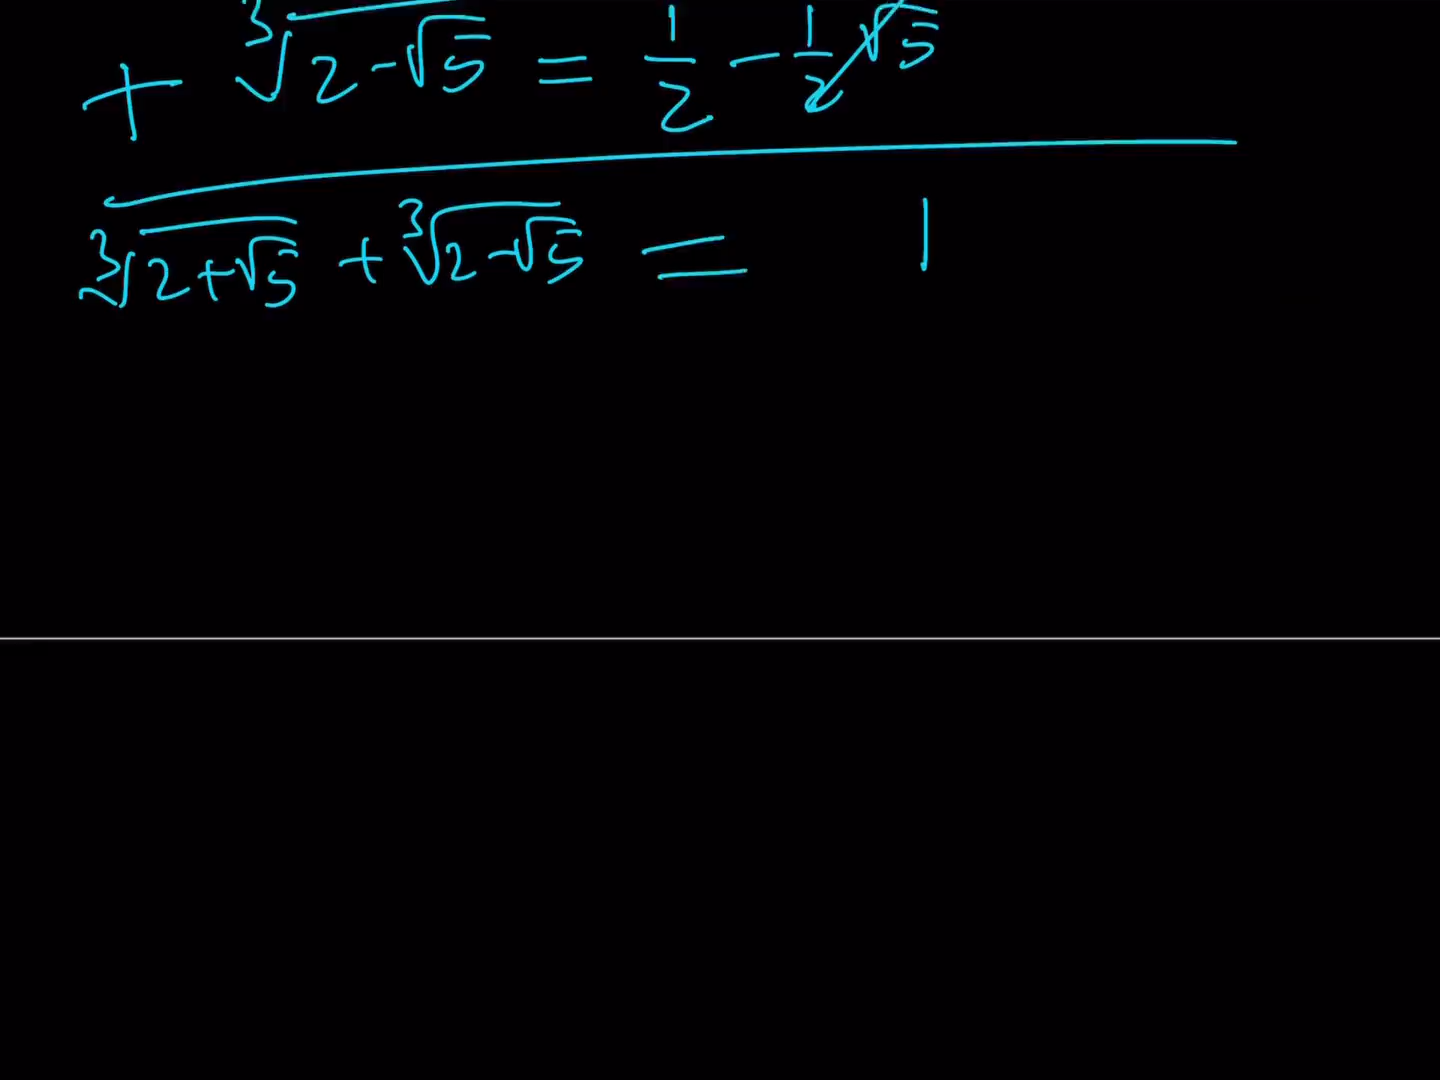 + ∛(2-√5) = 1/2 - 1/2 √5
∛(2+√5) + ∛(2-√5) = 1